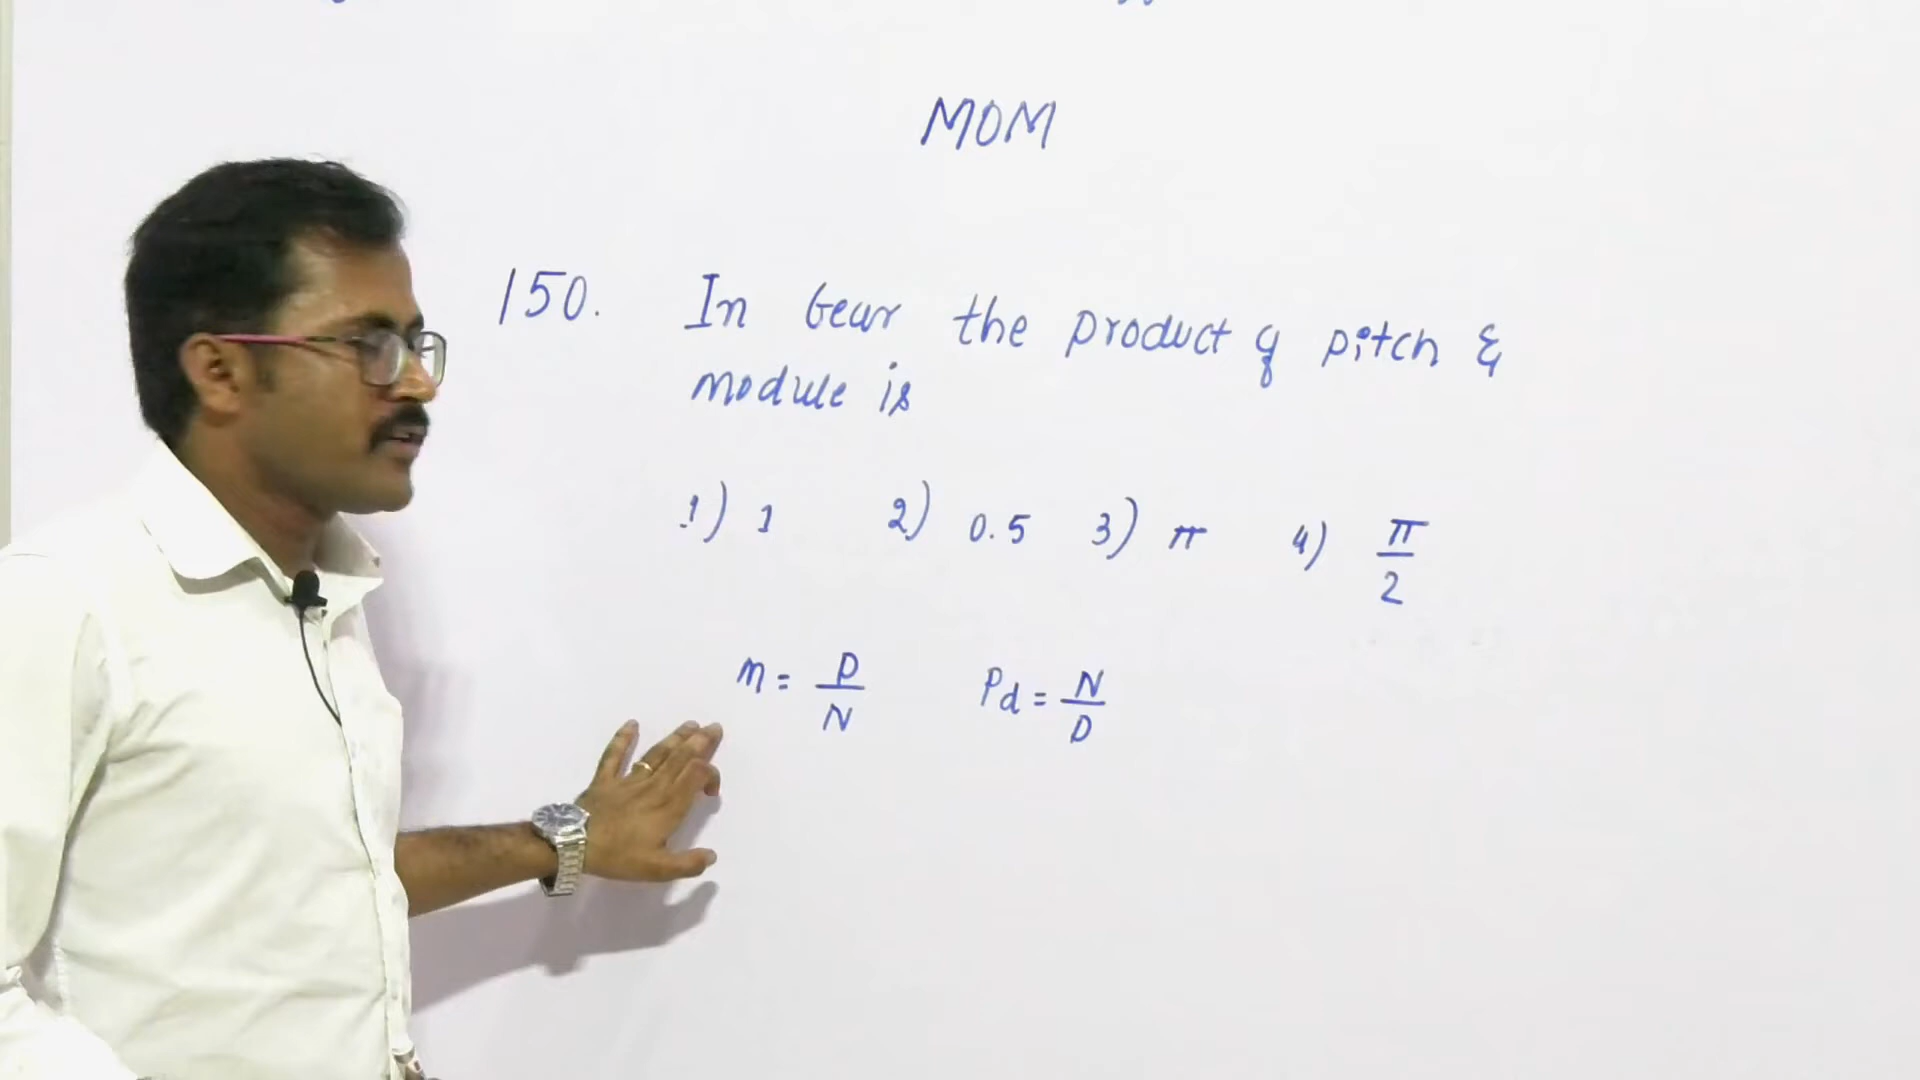 MOM
150. In Gear the product of pitch &
module is
1) 1 2) 0.5 3) π 4) π/2
m = D/N Pd = N/D